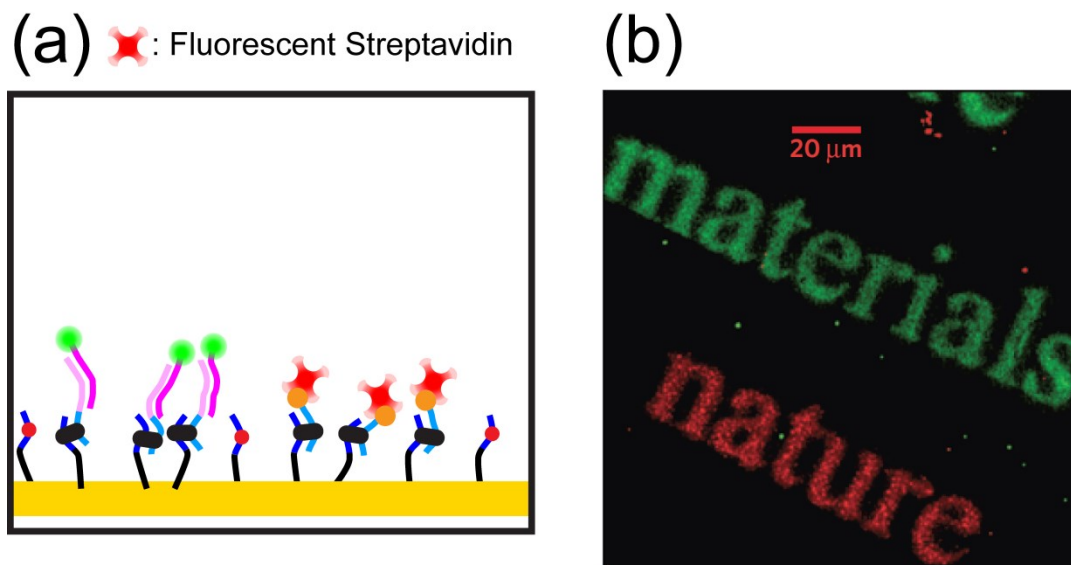 (a) : Fluorescent Streptavidin
(b)
20 μm
materials
nature